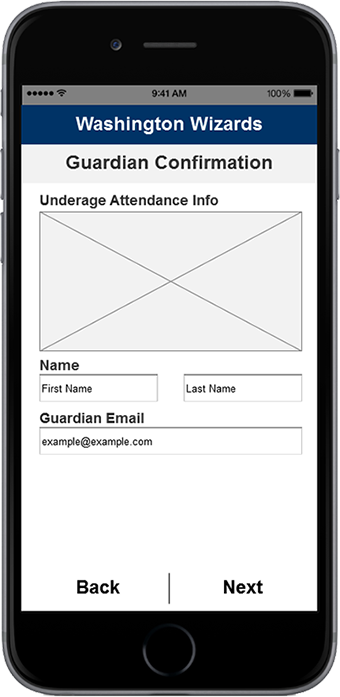 9:41 AM 100%
Washington Wizards
Guardian Confirmation
Underage Attendance Info
Name
First Name Last Name
Guardian Email
example@example.com
Back Next